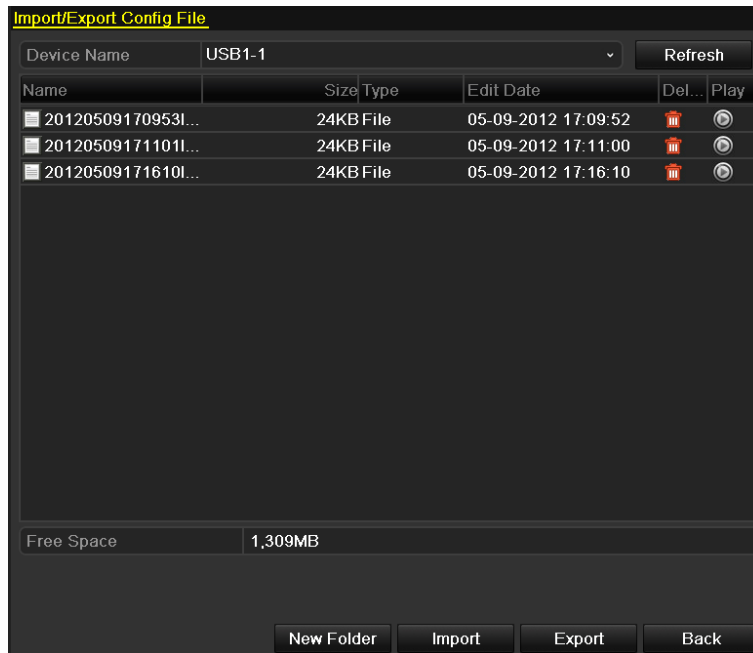 Import/Export Config File
Device Name USB1-1 Refresh
Name Size Type Edit Date Del... Play
20120509170953I... 24KB File 05-09-2012 17:09:52
20120509171101I... 24KB File 05-09-2012 17:11:00
20120509171610I... 24KB File 05-09-2012 17:16:10
Free Space 1,309MB
New Folder Import Export Back